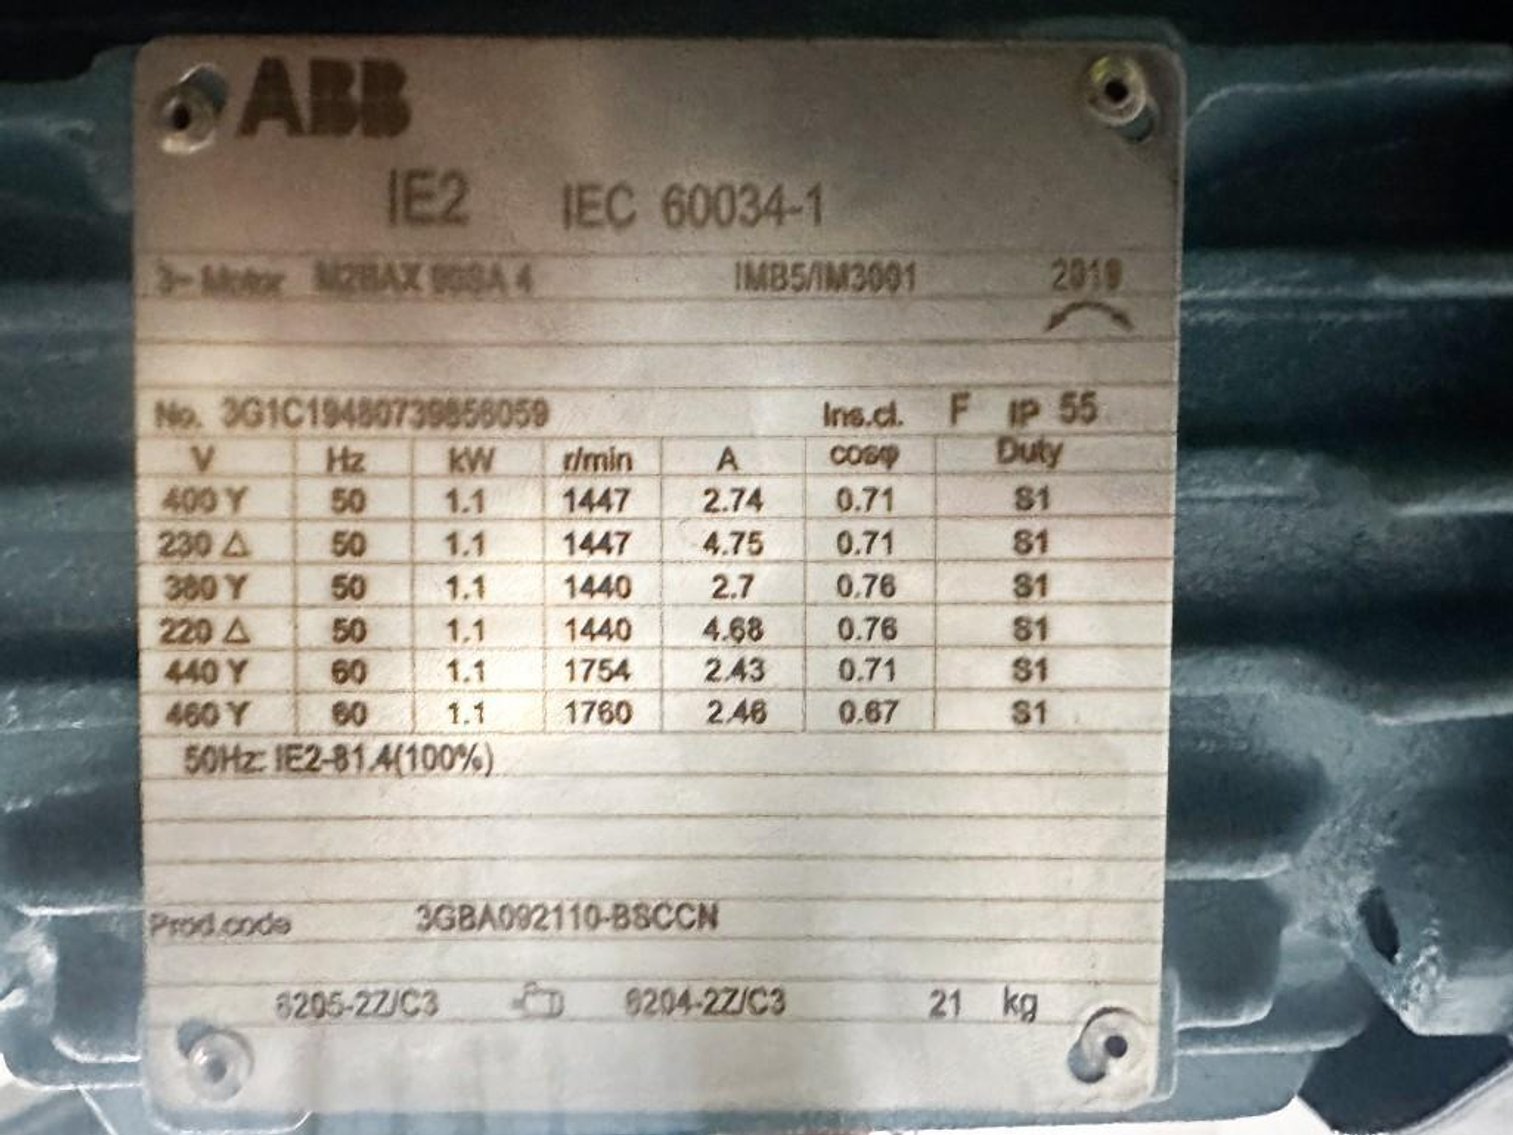 ABB
IE2 IEC 60034-1
3~ Motor M2BAX 90SA 4 IMB5/IM3001 2019
No. 3G1C19480739856059 Ins.cl. F IP 55
V Hz kW r/min A cosφ Duty
400 Y 50 1.1 1447 2.74 0.71 S1
230 Δ 50 1.1 1447 4.75 0.71 S1
380 Y 50 1.1 1440 2.7 0.76 S1
220 Δ 50 1.1 1440 4.68 0.76 S1
440 Y 60 1.1 1754 2.43 0.71 S1
460 Y 60 1.1 1760 2.46 0.67 S1
50Hz: IE2-81.4(100%)
Prod.code 3GBA092110-BSCCN
6205-2Z/C3 6204-2Z/C3 21 kg